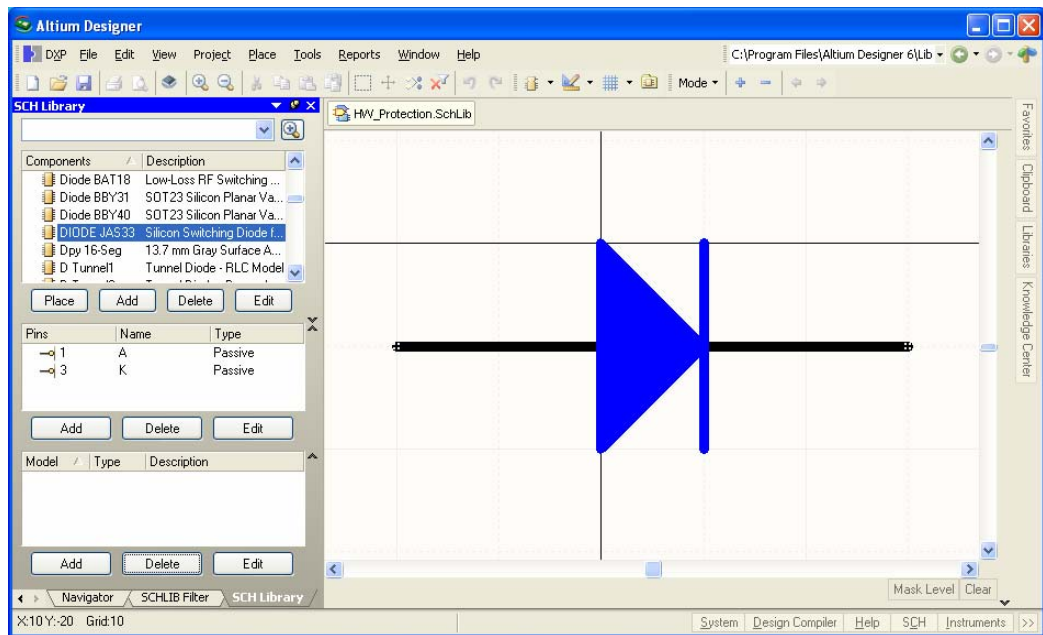 Altium Designer
DXP File Edit View Project Place Tools Reports Window Help C:\Program Files\Altium Designer 6\Lib
Mode
SCH Library
HW_Protection.SchLib
Components Description
Diode BAT18 Low-Loss RF Switching ...
Diode BBY31 SOT23 Silicon Planar Va...
Diode BBY40 SOT23 Silicon Planar Va...
DIODE JAS33 Silicon Switching Diode f...
Dpy 16-Seg 13.7 mm Gray Surface A...
D Tunnel1 Tunnel Diode - RLC Model
Place Add Delete Edit
Pins Name Type
1 A Passive
3 K Passive
Add Delete Edit
Model Type Description
Add Delete Edit
Navigator SCHLIB Filter SCH Library
Favorites
Clipboard
Libraries
Knowledge Center
Mask Level Clear
X:10 Y:-20 Grid:10
System Design Compiler Help SCH Instruments >>